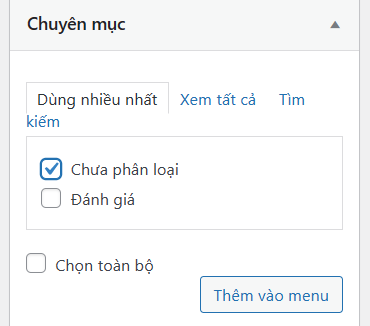 Chuyên mục
Dùng nhiều nhất Xem tất cả Tìm
kiếm
Chưa phân loại
Đánh giá
Chọn toàn bộ
Thêm vào menu